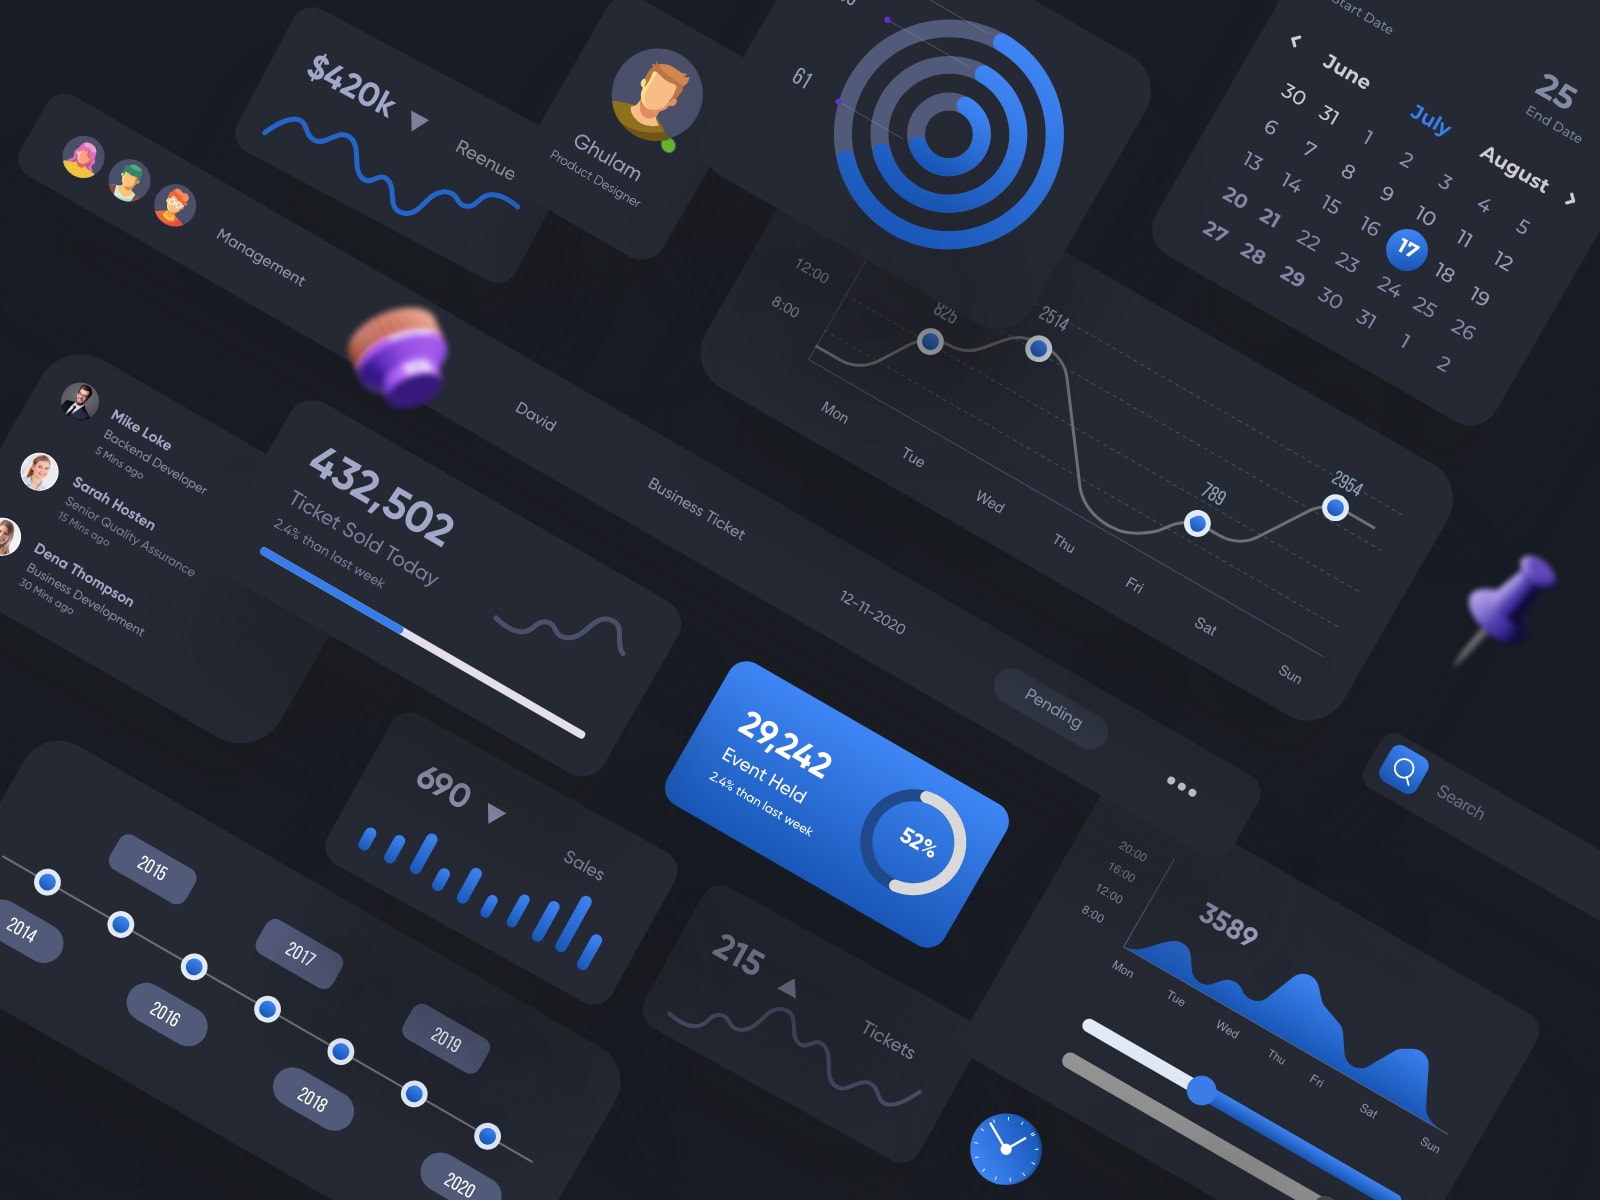 $420k
Reenue
Ghulam
Product Designer
61
Start Date
25
End Date
June
July
August
30 31 1 2 3 4 5
6 7 8 9 10 11 12
13 14 15 16 17 18 19
20 21 22 23 24 25 26
27 28 29 30 31 1 2
Management
David
Business Ticket
12-11-2020
Pending
12:00
8:00
825
2514
789
2954
Mon
Tue
Wed
Thu
Fri
Sat
Sun
Mike Loke
Backend Developer
5 Mins ago
Sarah Hosten
Senior Quality Assurance
15 Mins ago
Dena Thompson
Business Development
30 Mins ago
432,502
Ticket Sold Today
2.4% than last week
29,242
Event Held
2.4% than last week
52%
Search
690
Sales
215
Tickets
20:00
16:00
12:00
8:00
3589
Mon
Tue
Wed
Thu
Fri
Sat
Sun
2015
2017
2019
2014
2016
2018
2020